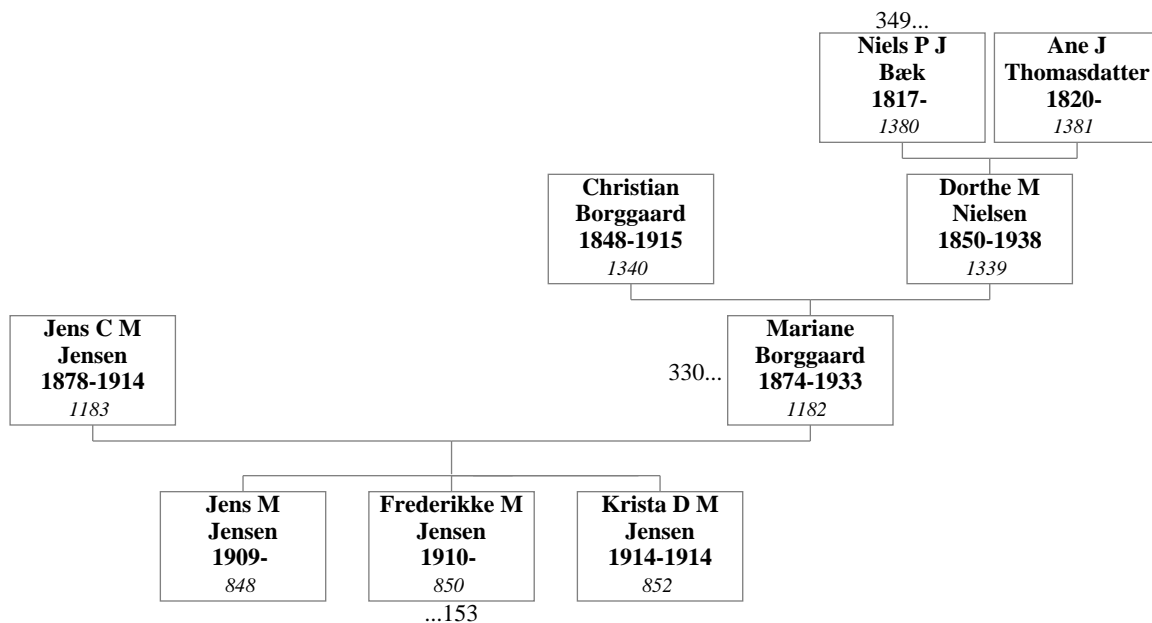 349...
Niels P J
Bæk
1817-
1380
Ane J
Thomasdatter
1820-
1381
Christian
Borggaard
1848-1915
1340
Dorthe M
Nielsen
1850-1938
1339
Jens C M
Jensen
1878-1914
1183
330...
Mariane
Borggaard
1874-1933
1182
Jens M
Jensen
1909-
848
Frederikke M
Jensen
1910-
850
...153
Krista D M
Jensen
1914-1914
852